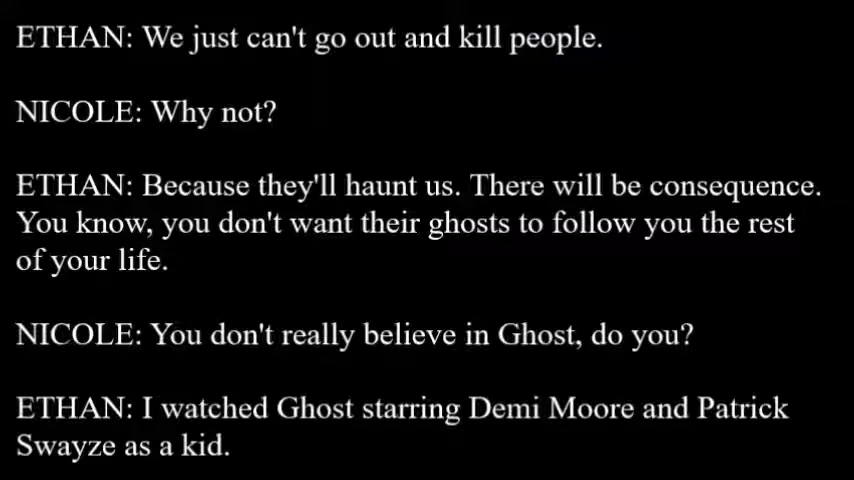 ETHAN: We just can't go out and kill people.
NICOLE: Why not?
ETHAN: Because they'll haunt us. There will be consequence.
You know, you don't want their ghosts to follow you the rest
of your life.
NICOLE: You don't really believe in Ghost, do you?
ETHAN: I watched Ghost starring Demi Moore and Patrick
Swayze as a kid.